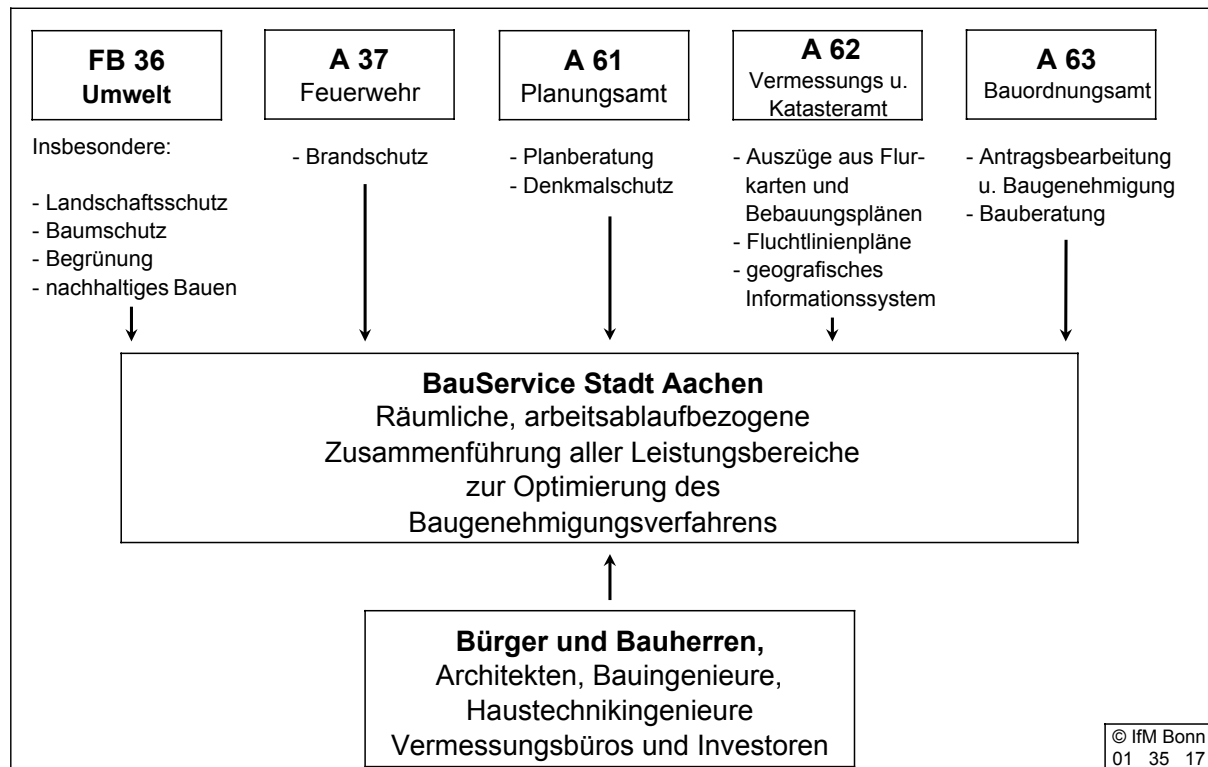 FB 36
Umwelt
A 37
Feuerwehr
A 61
Planungsamt
A 62
Vermessungs u.
Katasteramt
A 63
Bauordnungsamt
Insbesondere:
- Landschaftsschutz
- Baumschutz
- Begrünung
- nachhaltiges Bauen
- Brandschutz
- Planberatung
- Denkmalschutz
- Auszüge aus Flur-
karten und
Bebauungsplänen
- Fluchtlinienpläne
- geografisches
Informationssystem
- Antragsbearbeitung
u. Baugenehmigung
- Bauberatung
BauService Stadt Aachen
Räumliche, arbeitsablaufbezogene
Zusammenführung aller Leistungsbereiche
zur Optimierung des
Baugenehmigungsverfahrens
Bürger und Bauherren,
Architekten, Bauingenieure,
Haustechnikingenieure
Vermessungsbüros und Investoren
© IfM Bonn
01 35 17